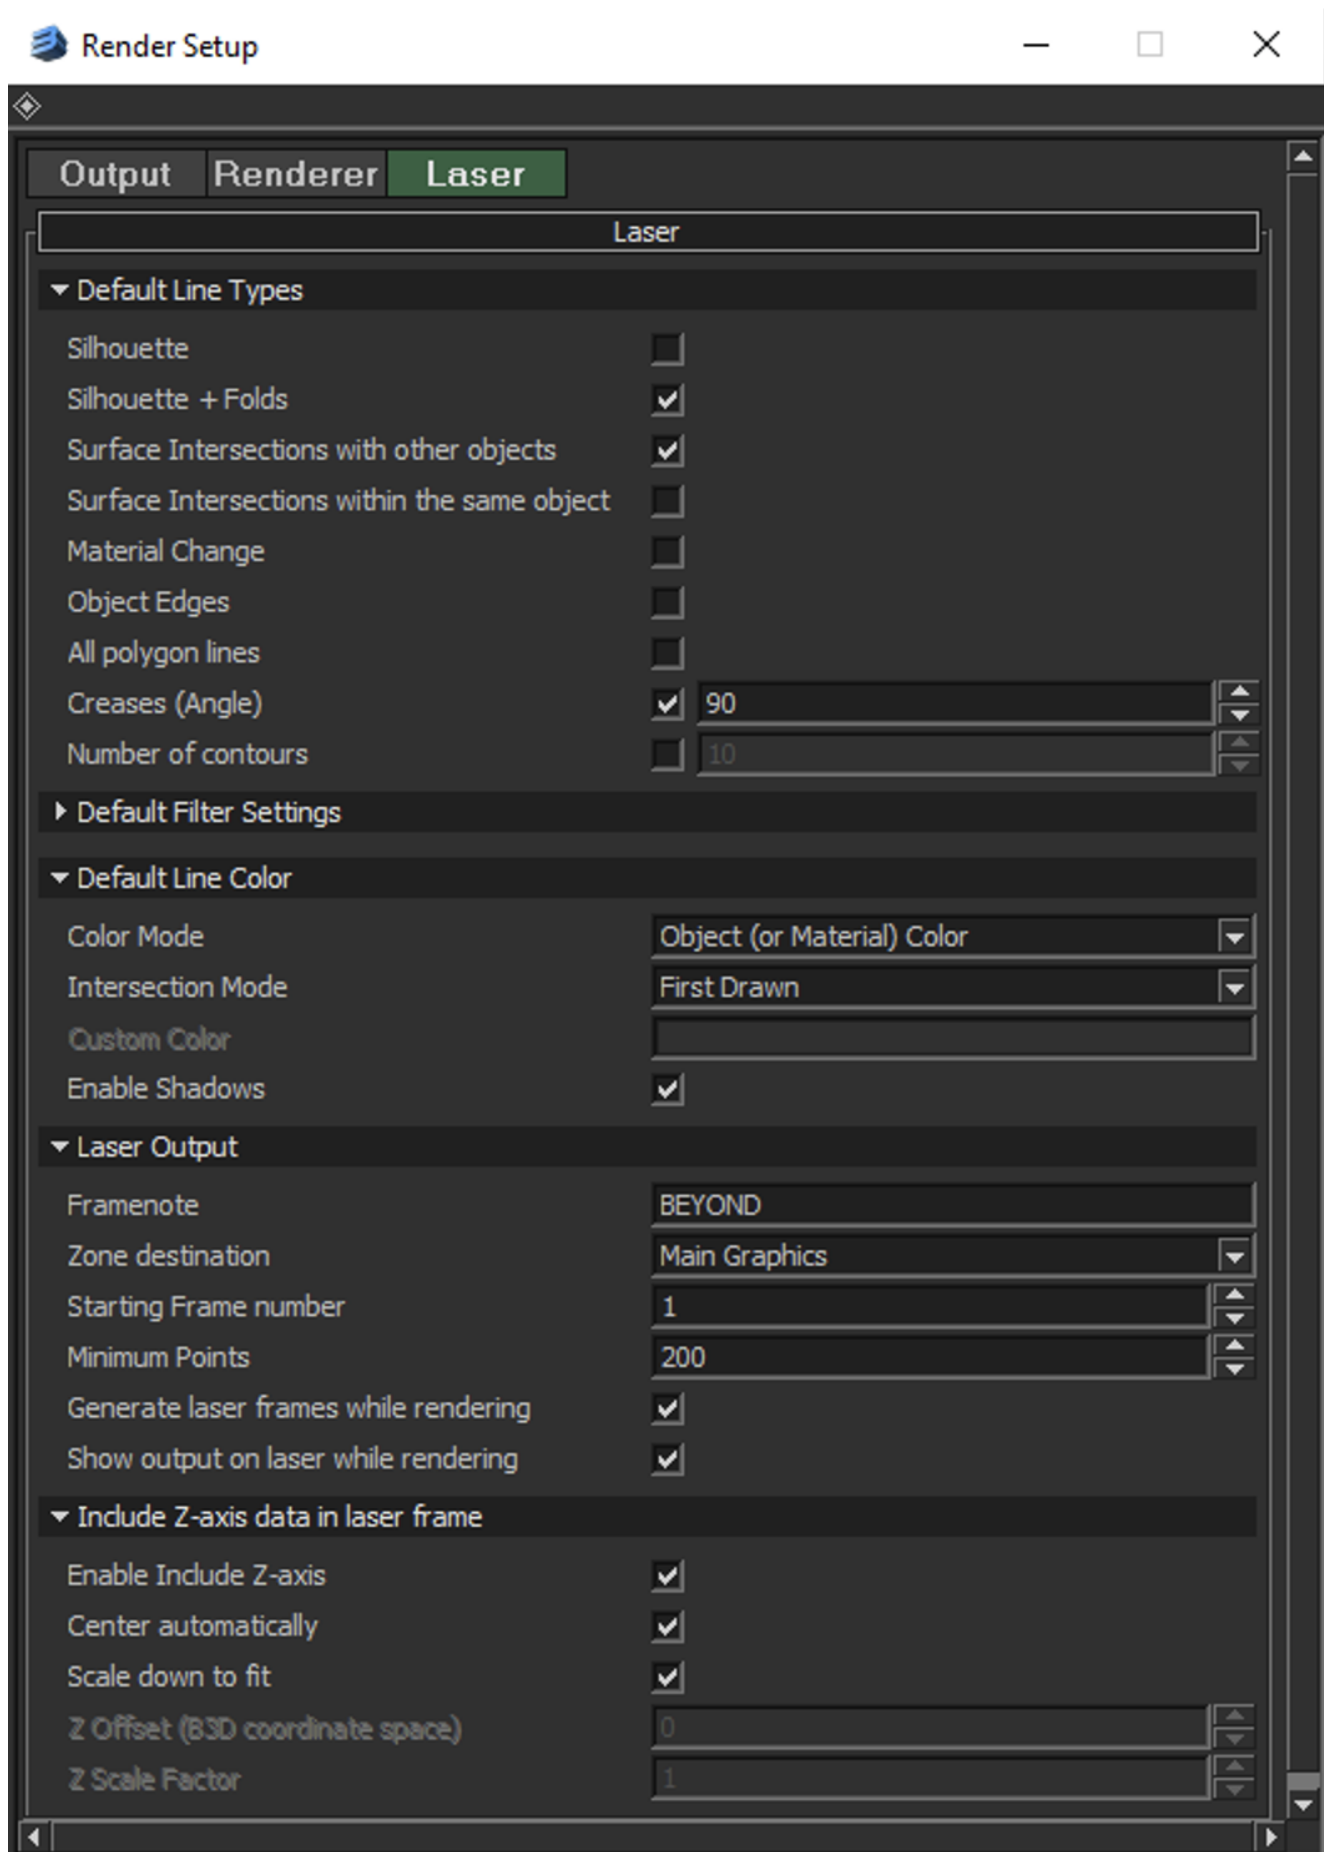 Render Setup
Output Renderer Laser
Laser
Default Line Types
Silhouette
Silhouette + Folds
Surface Intersections with other objects
Surface Intersections within the same object
Material Change
Object Edges
All polygon lines
Creases (Angle) 90
Number of contours 10
Default Filter Settings
Default Line Color
Color Mode Object (or Material) Color
Intersection Mode First Drawn
Custom Color
Enable Shadows
Laser Output
Framenote BEYOND
Zone destination Main Graphics
Starting Frame number 1
Minimum Points 200
Generate laser frames while rendering
Show output on laser while rendering
Include Z-axis data in laser frame
Enable Include Z-axis
Center automatically
Scale down to fit
Z Offset (B3D coordinate space) 0
Z Scale Factor 1